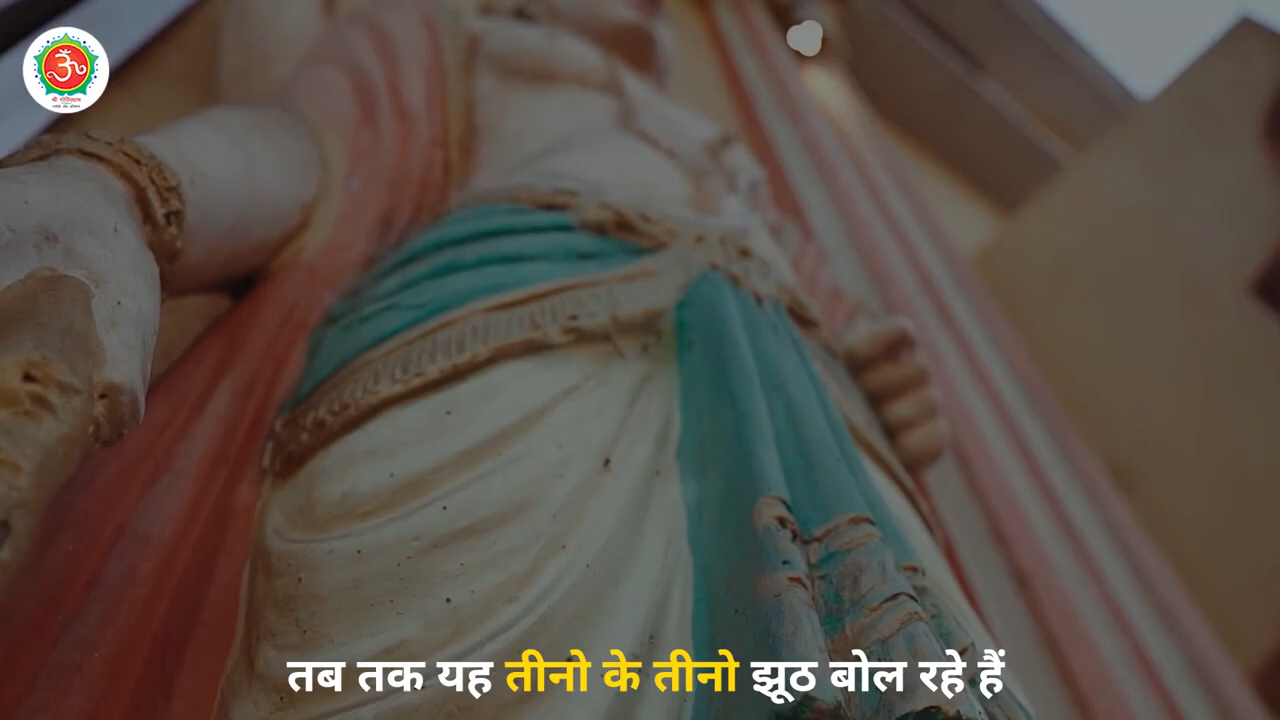 ॐ
तब तक यह तीनो के तीनो झूठ बोल रहे हैं